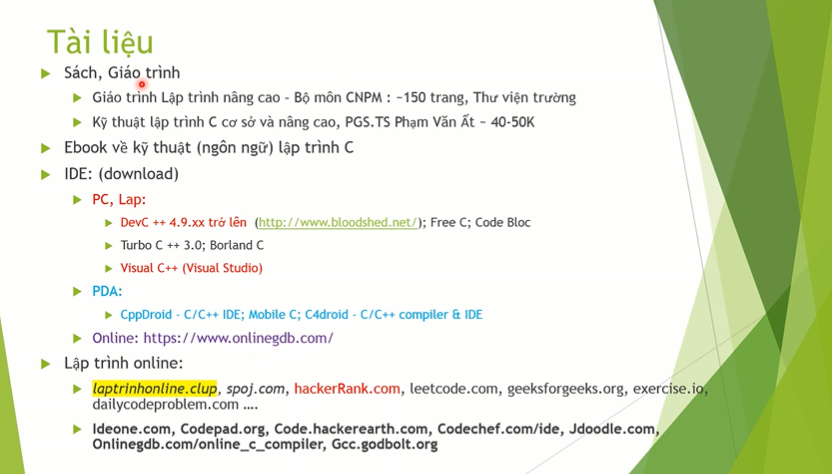 Tài liệu
Sách, Giáo trình
Giáo trình Lập trình nâng cao - Bộ môn CNPM : ~150 trang, Thư viện trường
Kỹ thuật lập trình C cơ sở và nâng cao, PGS.TS Phạm Văn Ất ~ 40-50K
Ebook về kỹ thuật (ngôn ngữ) lập trình C
IDE: (download)
PC, Lap:
DevC ++ 4.9.xx trở lên (http://www.bloodshed.net/); Free C; Code Bloc
Turbo C ++ 3.0; Borland C
Visual C++ (Visual Studio)
PDA:
CppDroid - C/C++ IDE; Mobile C; C4droid - C/C++ compiler & IDE
Online: https://www.onlinegdb.com/
Lập trình online:
laptrinhonline.clup, spoj.com, hackerRank.com, leetcode.com, geeksforgeeks.org, exercise.io,
dailycodeproblem.com ….
Ideone.com, Codepad.org, Code.hackerearth.com, Codechef.com/ide, Jdoodle.com,
Onlinegdb.com/online_c_compiler, Gcc.godbolt.org